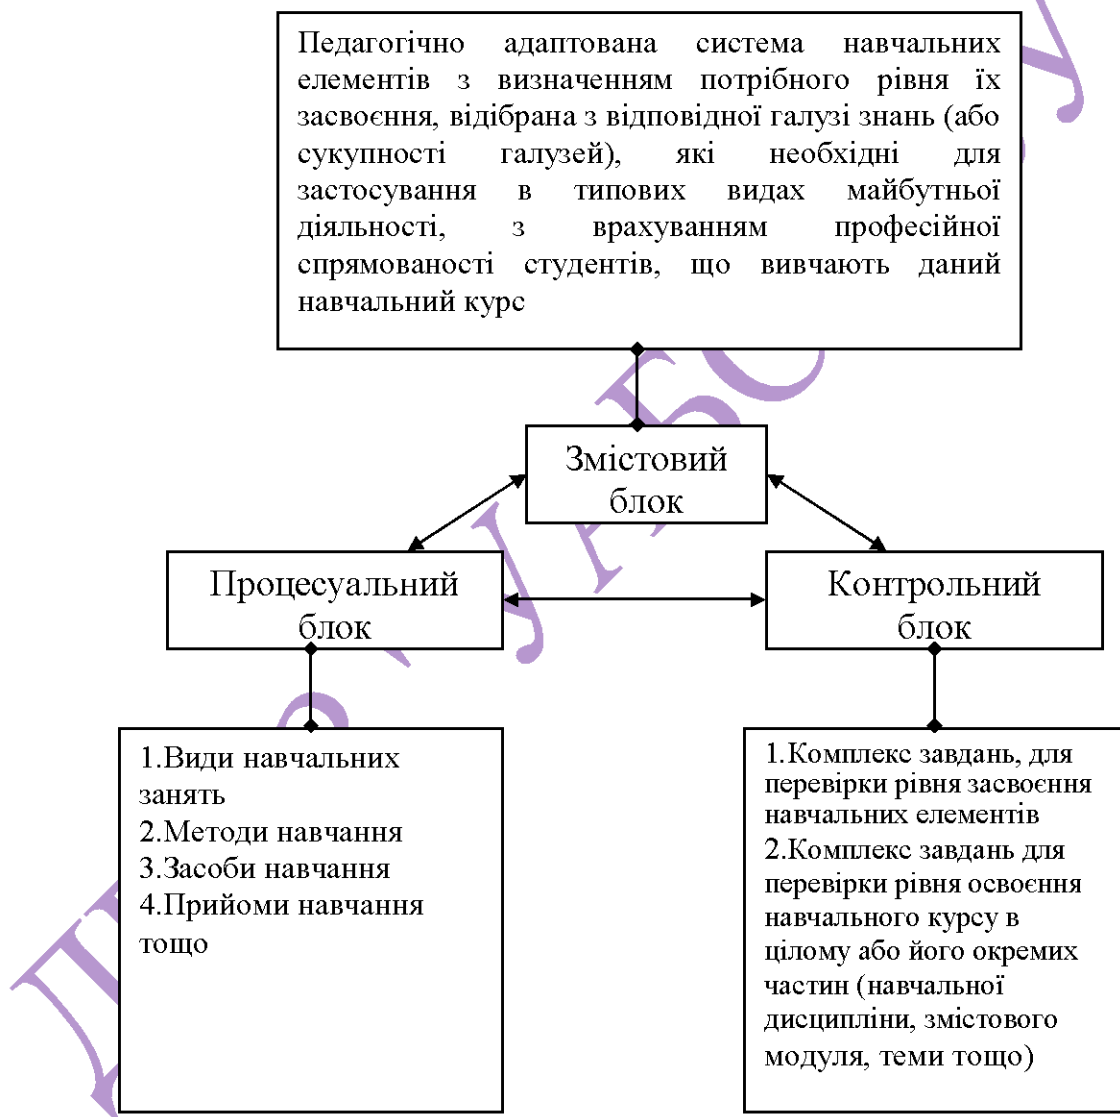 Педагогічно адаптована система навчальних
елементів з визначенням потрібного рівня їх
засвоєння, відібрана з відповідної галузі знань (або
сукупності галузей), які необхідні для
застосування в типових видах майбутньої
діяльності, з врахуванням професійної
спрямованості студентів, що вивчають даний
навчальний курс
Змістовий
блок
Процесуальний
блок
Контрольний
блок
1.Види навчальних
занять
2.Методи навчання
3.Засоби навчання
4.Прийоми навчання
тощо
1.Комплекс завдань, для
перевірки рівня засвоєння
навчальних елементів
2.Комплекс завдань для
перевірки рівня освоєння
навчального курсу в
цілому або його окремих
частин (навчальної
дисципліни, змістового
модуля, теми тощо)